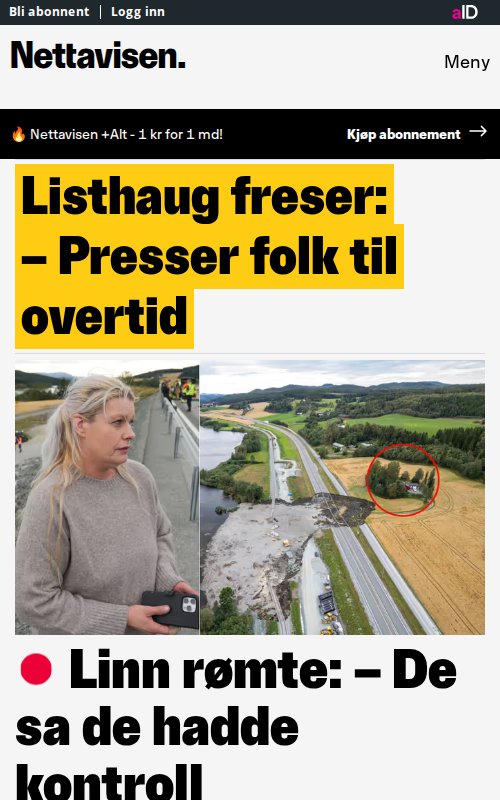 Bli abonnent | Logg inn
aID
Nettavisen.
Meny
🔥 Nettavisen +Alt - 1 kr for 1 md!
Kjøp abonnement →
Listhaug freser:
– Presser folk til
overtid
Linn rømte: – De
sa de hadde
kontroll